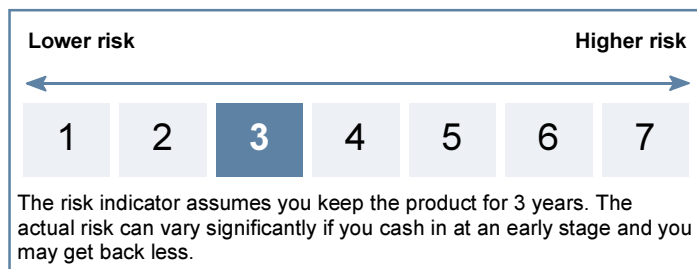 Lower risk Higher risk
1 2 3 4 5 6 7
The risk indicator assumes you keep the product for 3 years. The
actual risk can vary significantly if you cash in at an early stage and you
may get back less.